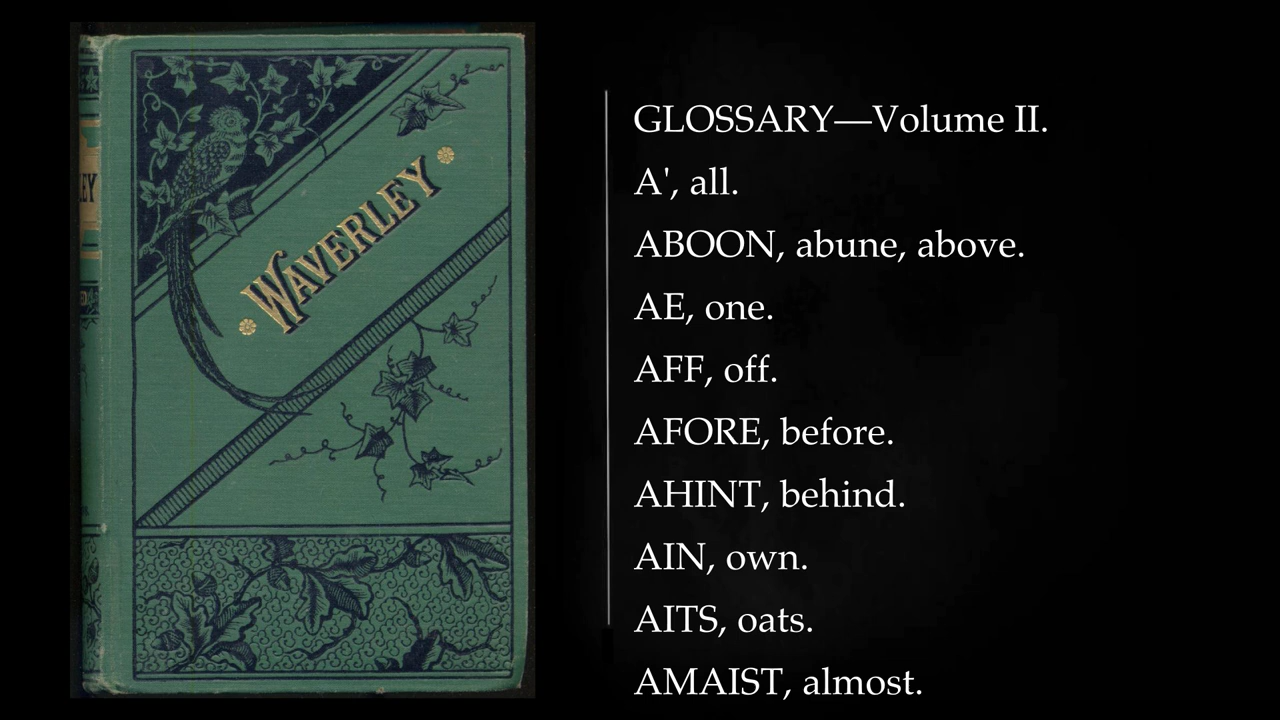 WAVERLEY
EY
GLOSSARY—Volume II.
A', all.
ABOON, abune, above.
AE, one.
AFF, off.
AFORE, before.
AHINT, behind.
AIN, own.
AITS, oats.
AMAIST, almost.